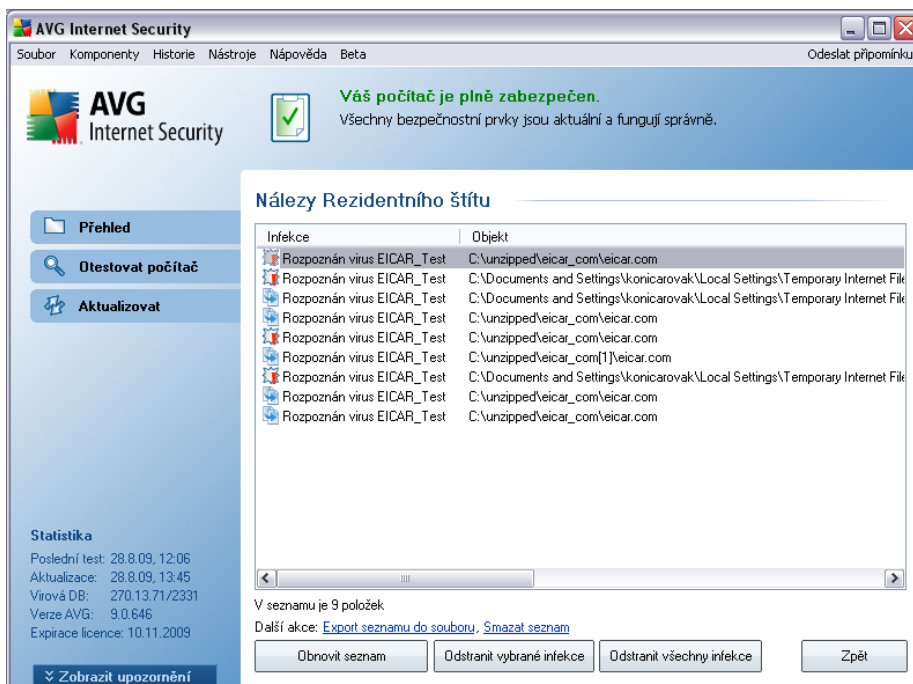 AVG Internet Security
Soubor Komponenty Historie Nástroje Nápověda Beta Odeslat připomínku
AVG
Internet Security
Váš počítač je plně zabezpečen.
Všechny bezpečnostní prvky jsou aktuální a fungují správně.
Přehled
Otestovat počítač
Aktualizovat
Nálezy Rezidentního štítu
Infekce Objekt
Rozpoznán virus EICAR_Test C:\unzipped\eicar_com\eicar.com
Rozpoznán virus EICAR_Test C:\Documents and Settings\konicarovak\Local Settings\Temporary Internet File
Rozpoznán virus EICAR_Test C:\Documents and Settings\konicarovak\Local Settings\Temporary Internet File
Rozpoznán virus EICAR_Test C:\unzipped\eicar_com\eicar.com
Rozpoznán virus EICAR_Test C:\unzipped\eicar_com\eicar.com
Rozpoznán virus EICAR_Test C:\unzipped\eicar_com[1]\eicar.com
Rozpoznán virus EICAR_Test C:\Documents and Settings\konicarovak\Local Settings\Temporary Internet File
Rozpoznán virus EICAR_Test C:\unzipped\eicar_com\eicar.com
Rozpoznán virus EICAR_Test C:\unzipped\eicar_com\eicar.com
V seznamu je 9 položek
Další akce: Export seznamu do souboru, Smazat seznam
Obnovit seznam Odstranit vybrané infekce Odstranit všechny infekce Zpět
Statistika
Poslední test: 28.8.09, 12:06
Aktualizace: 28.8.09, 13:45
Virová DB: 270.13.71/2331
Verze AVG: 9.0.646
Expirace licence: 10.11.2009
Zobrazit upozornění